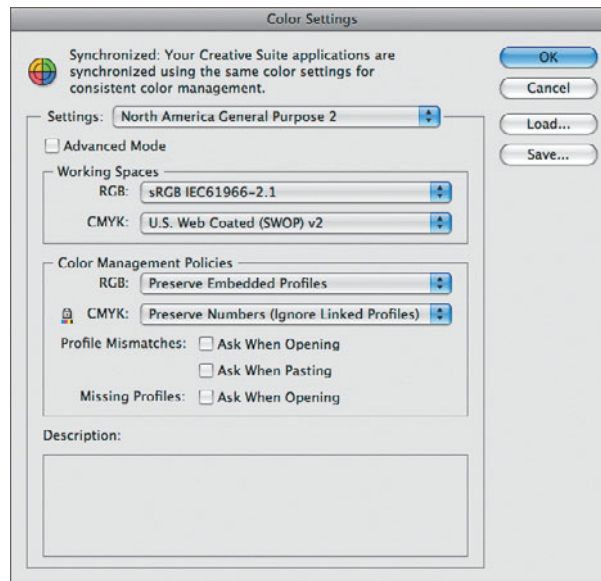 Color Settings
Synchronized: Your Creative Suite applications are
synchronized using the same color settings for
consistent color management.
OK
Cancel
Load...
Save...
Settings: North America General Purpose 2
Advanced Mode
Working Spaces
RGB: sRGB IEC61966-2.1
CMYK: U.S. Web Coated (SWOP) v2
Color Management Policies
RGB: Preserve Embedded Profiles
CMYK: Preserve Numbers (Ignore Linked Profiles)
Profile Mismatches: Ask When Opening
Ask When Pasting
Missing Profiles: Ask When Opening
Description: